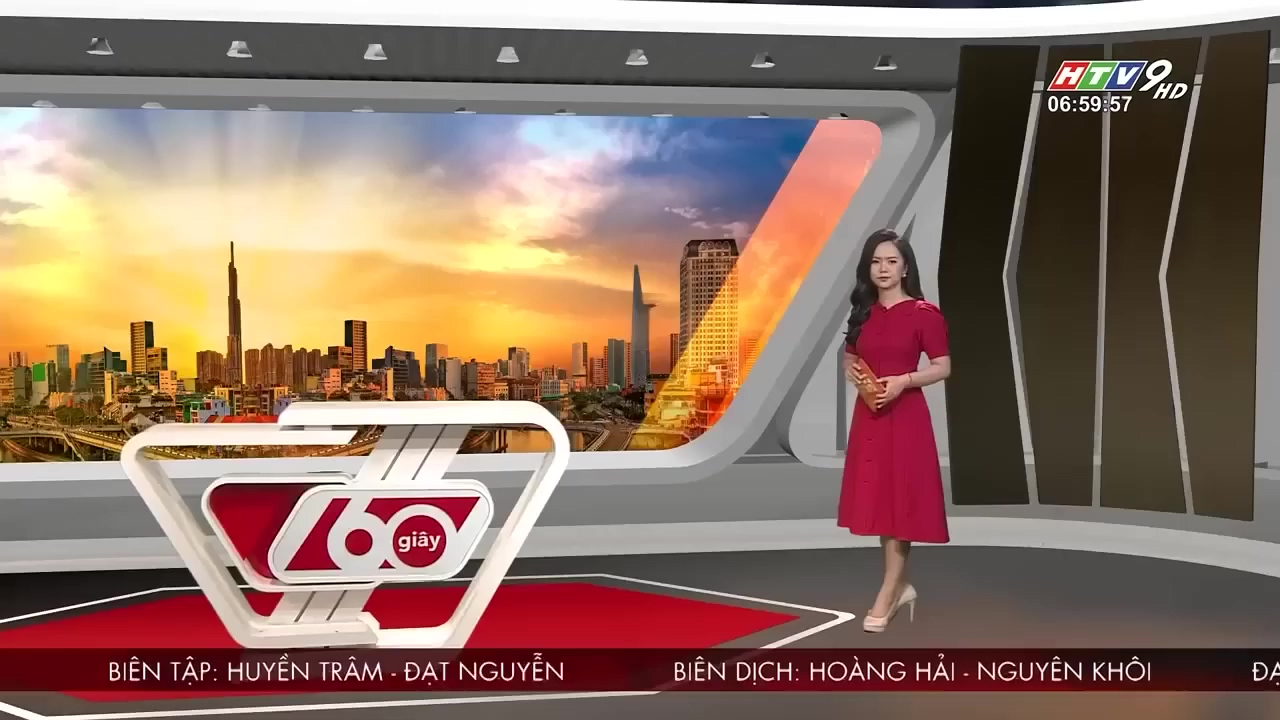 HTV9 HD
06:59:57
60 giây
BIÊN TẬP: HUYỀN TRÂM - ĐẠT NGUYỄN BIÊN DỊCH: HOÀNG HẢI - NGUYÊN KHÔI